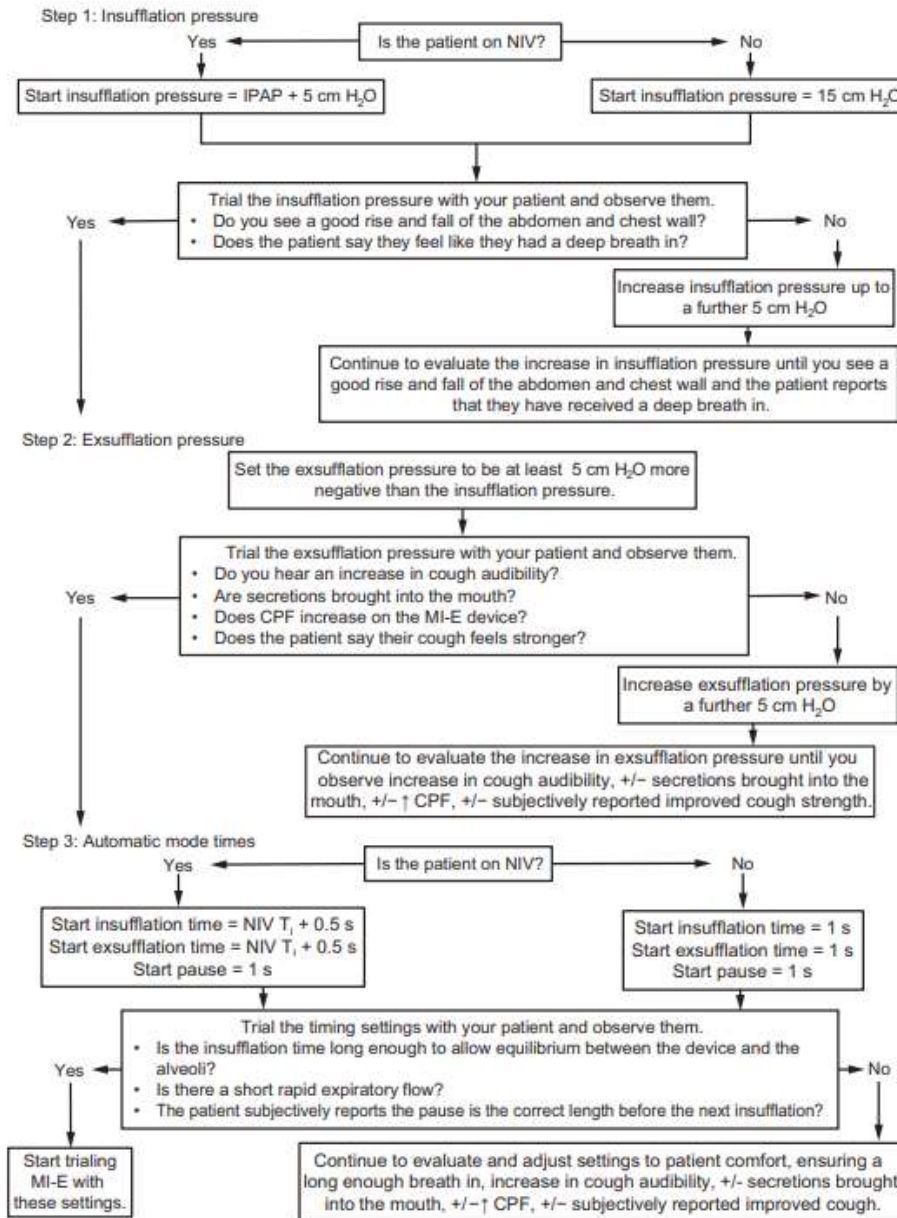 Step 1: Insufflation pressure
Yes
Is the patient on NIV?
No
Start insufflation pressure = IPAP + 5 cm H₂O
Start insufflation pressure = 15 cm H₂O
Trial the insufflation pressure with your patient and observe them.
• Do you see a good rise and fall of the abdomen and chest wall?
• Does the patient say they feel like they had a deep breath in?
Yes
No
Increase insufflation pressure up to
a further 5 cm H₂O
Continue to evaluate the increase in insufflation pressure until you see a
good rise and fall of the abdomen and chest wall and the patient reports
that they have received a deep breath in.
Step 2: Exsufflation pressure
Set the exsufflation pressure to be at least 5 cm H₂O more
negative than the insufflation pressure.
Trial the exsufflation pressure with your patient and observe them.
• Do you hear an increase in cough audibility?
• Are secretions brought into the mouth?
• Does CPF increase on the MI-E device?
• Does the patient say their cough feels stronger?
Yes
No
Increase exsufflation pressure by
a further 5 cm H₂O
Continue to evaluate the increase in exsufflation pressure until you
observe increase in cough audibility, +/− secretions brought into the
mouth, +/− ↑ CPF, +/− subjectively reported improved cough strength.
Step 3: Automatic mode times
Yes
Is the patient on NIV?
No
Start insufflation time = NIV Tᵢ + 0.5 s
Start exsufflation time = NIV Tᵢ + 0.5 s
Start pause = 1 s
Start insufflation time = 1 s
Start exsufflation time = 1 s
Start pause = 1 s
Trial the timing settings with your patient and observe them.
• Is the insufflation time long enough to allow equilibrium between the device and the
alveoli?
• Is there a short rapid expiratory flow?
• The patient subjectively reports the pause is the correct length before the next insufflation?
Yes
No
Start trialing
MI-E with
these settings.
Continue to evaluate and adjust settings to patient comfort, ensuring a
long enough breath in, increase in cough audibility, +/- secretions brought
into the mouth, +/−↑ CPF, +/− subjectively reported improved cough.